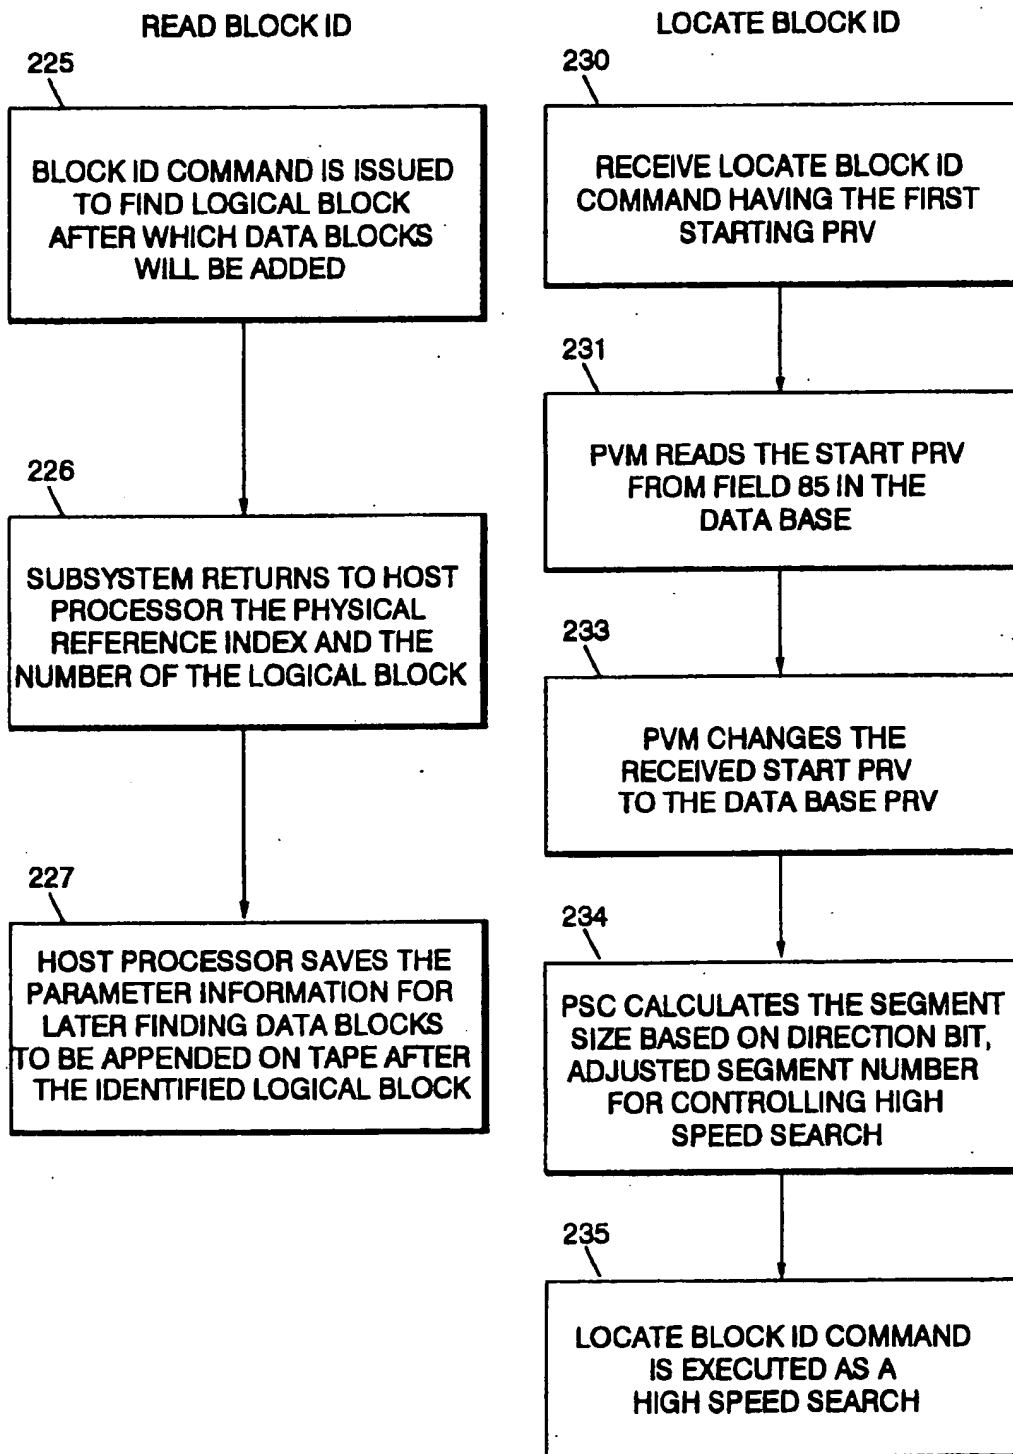 READ BLOCK ID
225
BLOCK ID COMMAND IS ISSUED
TO FIND LOGICAL BLOCK
AFTER WHICH DATA BLOCKS
WILL BE ADDED
226
SUBSYSTEM RETURNS TO HOST
PROCESSOR THE PHYSICAL
REFERENCE INDEX AND THE
NUMBER OF THE LOGICAL BLOCK
227
HOST PROCESSOR SAVES THE
PARAMETER INFORMATION FOR
LATER FINDING DATA BLOCKS
TO BE APPENDED ON TAPE AFTER
THE IDENTIFIED LOGICAL BLOCK
LOCATE BLOCK ID
230
RECEIVE LOCATE BLOCK ID
COMMAND HAVING THE FIRST
STARTING PRV
231
PVM READS THE START PRV
FROM FIELD 85 IN THE
DATA BASE
233
PVM CHANGES THE
RECEIVED START PRV
TO THE DATA BASE PRV
234
PSC CALCULATES THE SEGMENT
SIZE BASED ON DIRECTION BIT,
ADJUSTED SEGMENT NUMBER
FOR CONTROLLING HIGH
SPEED SEARCH
235
LOCATE BLOCK ID COMMAND
IS EXECUTED AS A
HIGH SPEED SEARCH